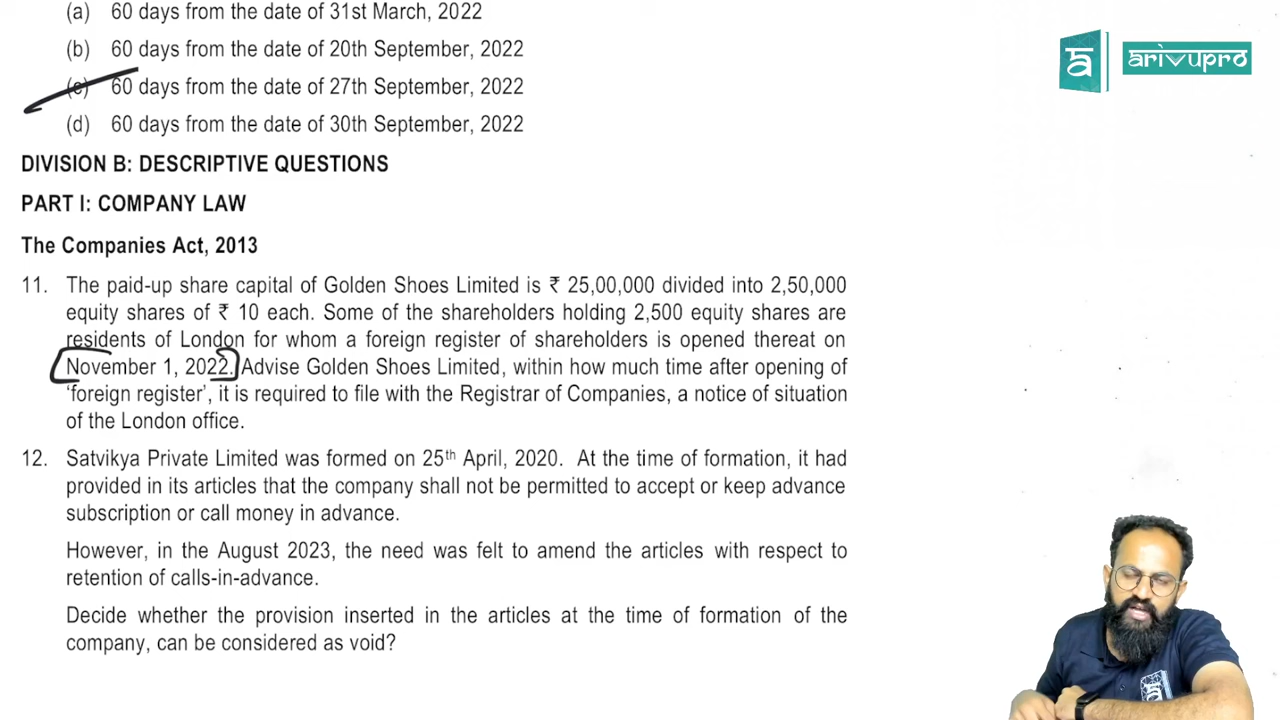 (a) 60 days from the date of 31st March, 2022
(b) 60 days from the date of 20th September, 2022
(c) 60 days from the date of 27th September, 2022
(d) 60 days from the date of 30th September, 2022
DIVISION B: DESCRIPTIVE QUESTIONS
PART I: COMPANY LAW
The Companies Act, 2013
11. The paid-up share capital of Golden Shoes Limited is ₹ 25,00,000 divided into 2,50,000
equity shares of ₹ 10 each. Some of the shareholders holding 2,500 equity shares are
residents of London for whom a foreign register of shareholders is opened thereat on
November 1, 2022. Advise Golden Shoes Limited, within how much time after opening of
‘foreign register’, it is required to file with the Registrar of Companies, a notice of situation
of the London office.
12. Satvikya Private Limited was formed on 25th April, 2020. At the time of formation, it had
provided in its articles that the company shall not be permitted to accept or keep advance
subscription or call money in advance.
However, in the August 2023, the need was felt to amend the articles with respect to
retention of calls-in-advance.
Decide whether the provision inserted in the articles at the time of formation of the
company, can be considered as void?
ā
arivupro